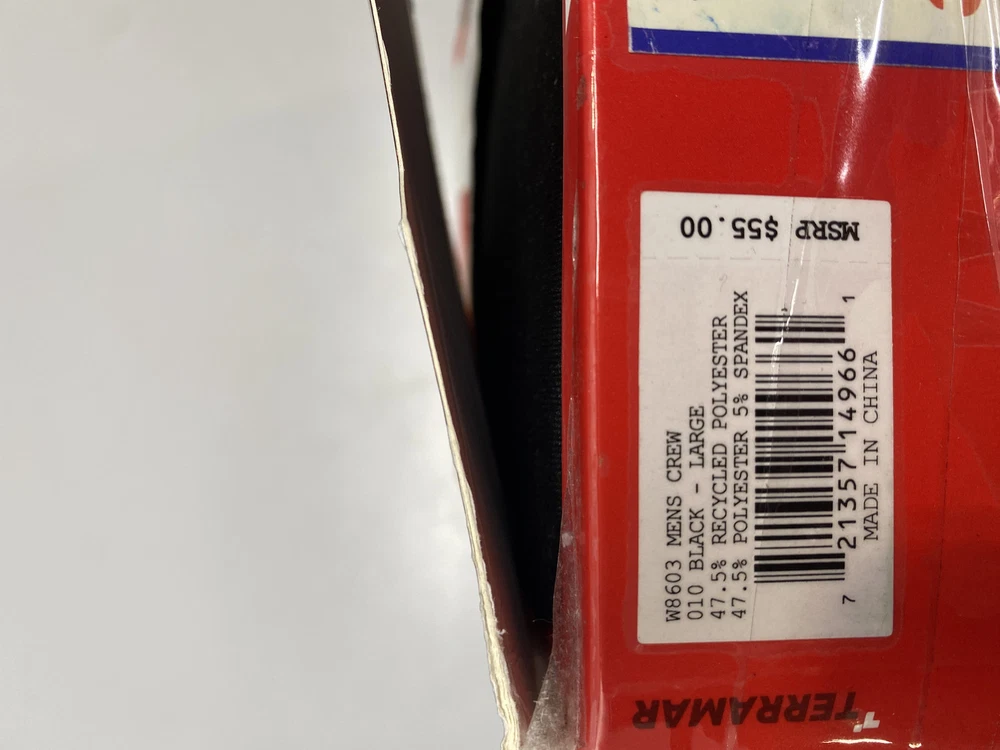 MSRP $55.00
W8603 MENS CREW
010 BLACK - LARGE
47.5% RECYCLED POLYESTER
47.5% POLYESTER 5% SPANDEX
7 21357 14966 1
MADE IN CHINA
TERRAMAR